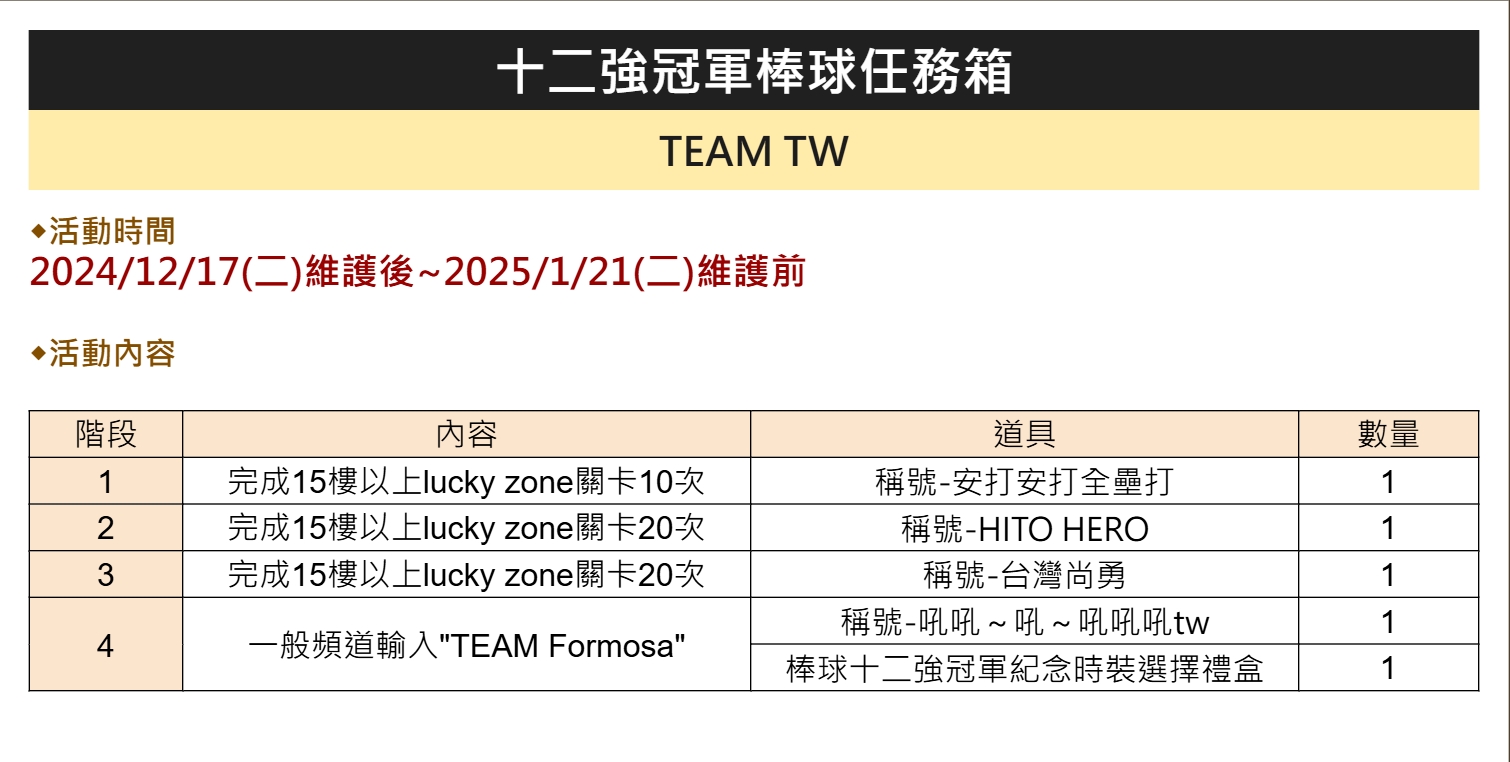 十二強冠軍棒球任務箱
TEAM TW
◆活動時間
2024/12/17(二)維護後~2025/1/21(二)維護前
◆活動內容
階段 內容 道具 數量
1 完成15樓以上lucky zone關卡10次 稱號-安打安打全壘打 1
2 完成15樓以上lucky zone關卡20次 稱號-HITO HERO 1
3 完成15樓以上lucky zone關卡20次 稱號-台灣尚勇 1
4 一般頻道輸入"TEAM Formosa" 稱號-吼吼～吼～吼吼吼tw 1
棒球十二強冠軍紀念時裝選擇禮盒 1